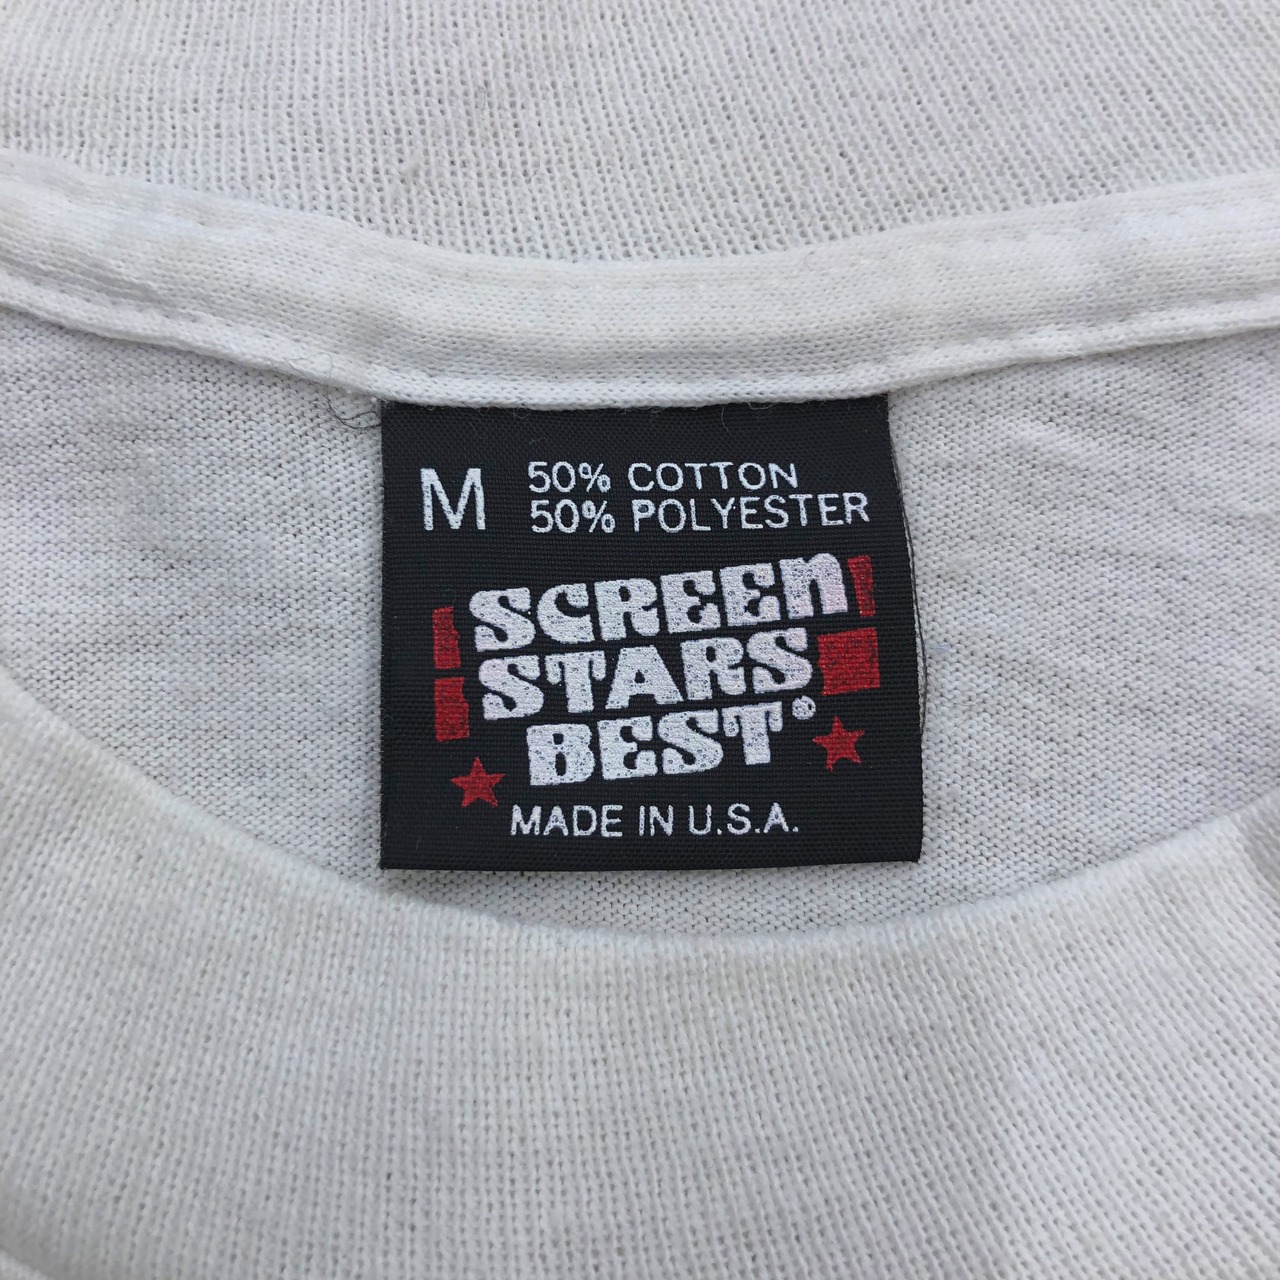 M 50% COTTON
50% POLYESTER
SCREEN
STARS
BEST®
MADE IN U.S.A.